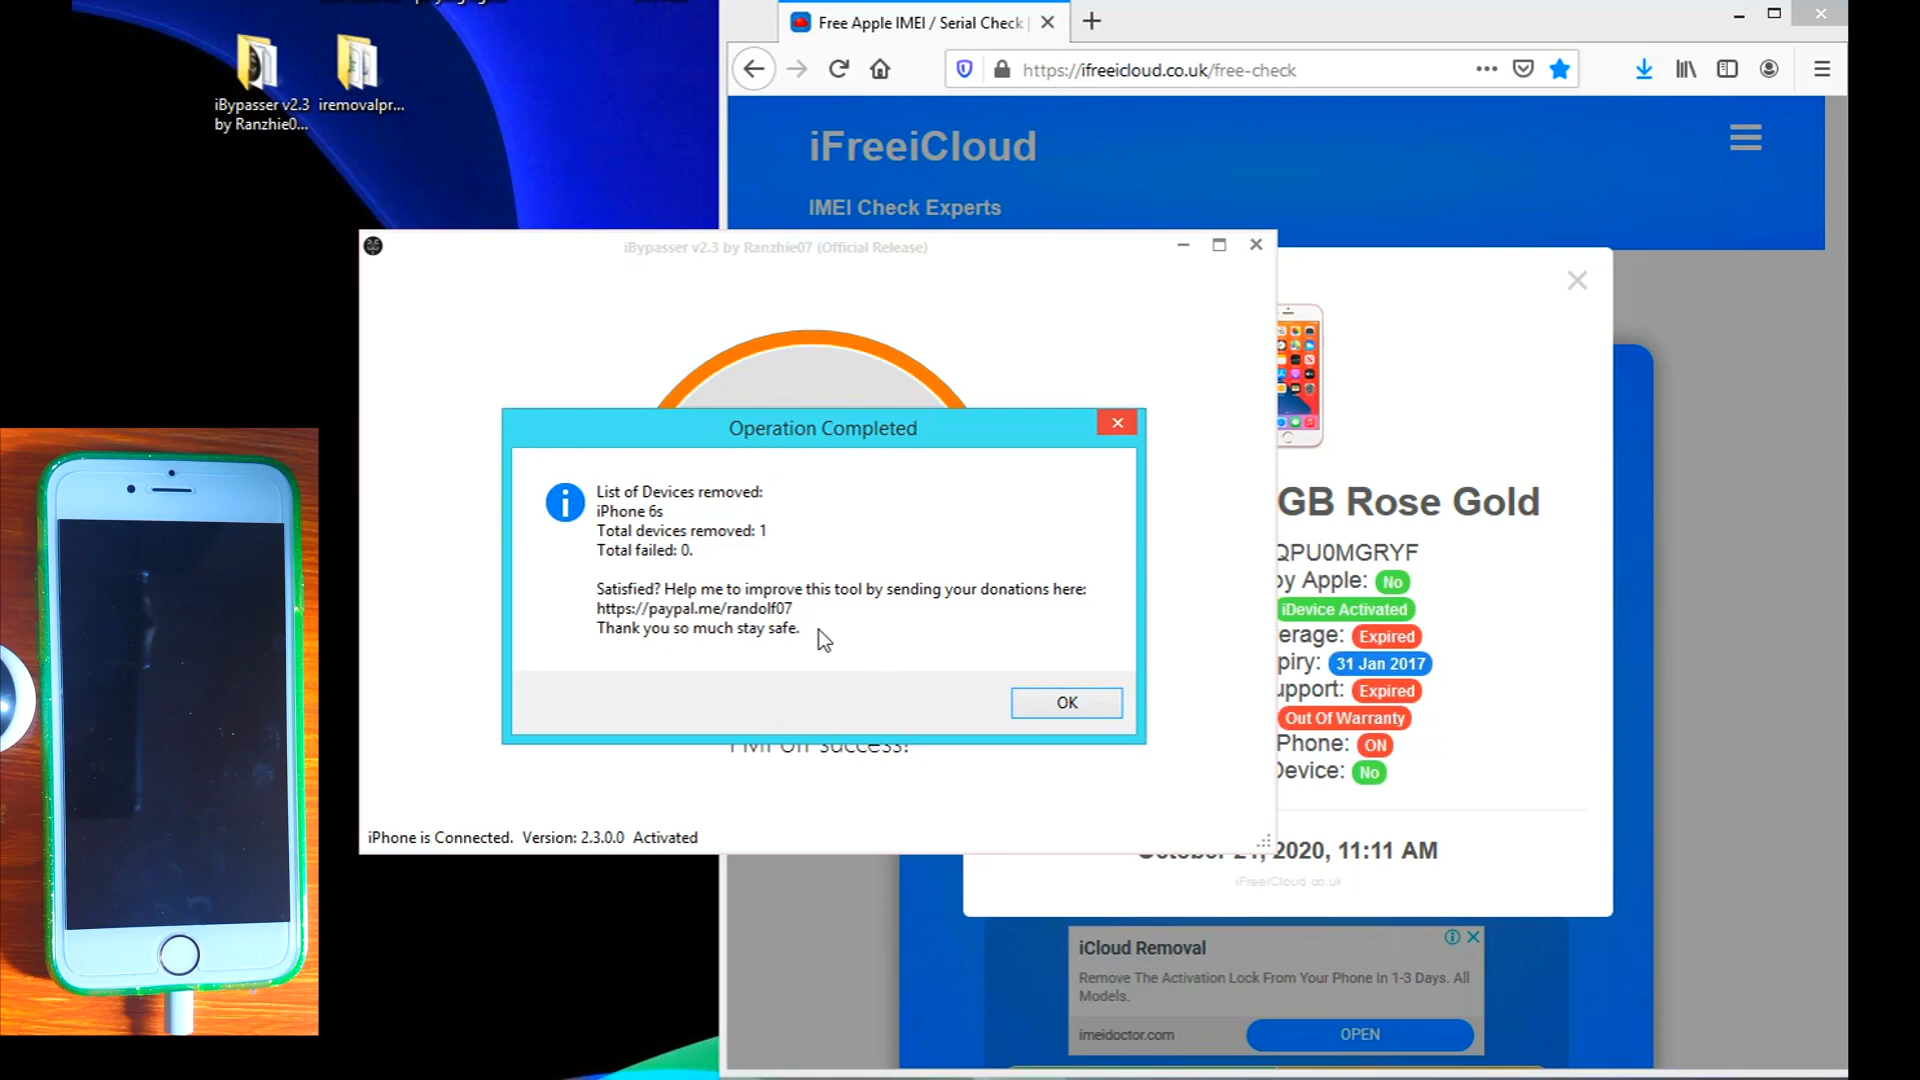 iBypasser v2.3
by Ranzhie0...
iremovalpr...
Free Apple IMEI / Serial Check
https://ifreeicloud.co.uk/free-check
iFreeiCloud
IMEI Check Experts
iBypasser v2.3 by Ranzhie07 (Official Release)
Operation Completed
List of Devices removed:
iPhone 6s
Total devices removed: 1
Total failed: 0.
Satisfied? Help me to improve this tool by sending your donations here:
https://paypal.me/randolf07
Thank you so much stay safe.
OK
success!
iPhone is Connected. Version: 2.3.0.0 Activated
GB Rose Gold
QPU0MGRYF
by Apple: No
iDevice Activated
erage: Expired
piry: 31 Jan 2017
upport: Expired
Out Of Warranty
Phone: ON
Device: No
2020, 11:11 AM
iFreeiCloud.co.uk
iCloud Removal
Remove The Activation Lock From Your Phone In 1-3 Days. All
Models.
imeidoctor.com
OPEN